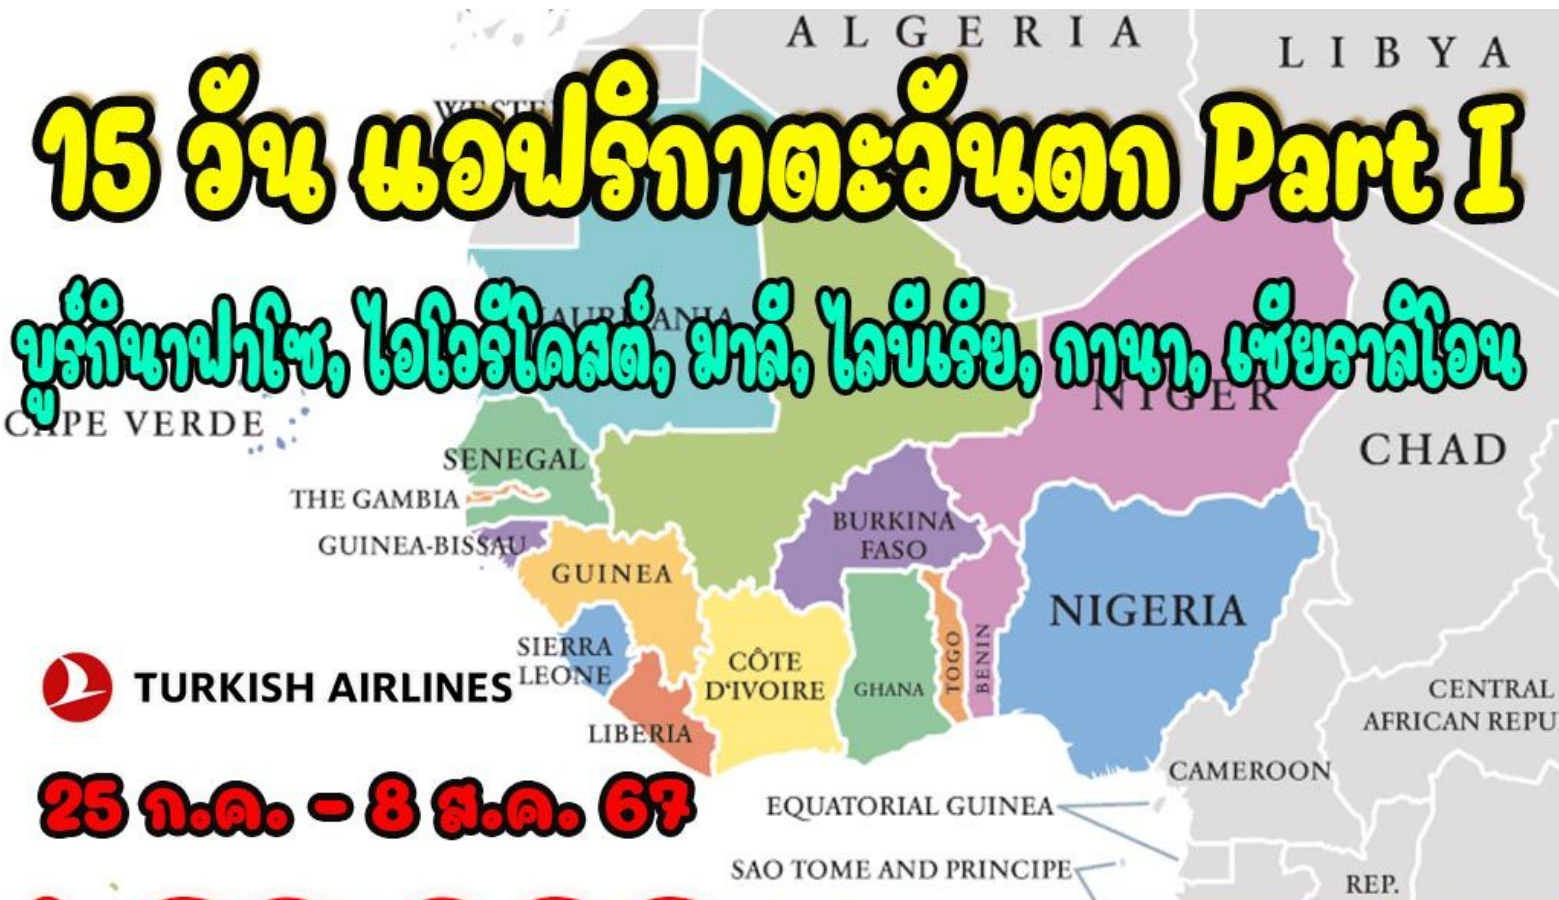 ALGERIA
LIBYA
15 วัน แอฟริกาตะวันตก Part I
บูร์กินาฟาโซ, ไอโวรีโคสต์, มาลี, ไลบีเรีย, กานา, เซียราลีโอน
NIGER
CAPE VERDE
CHAD
SENEGAL
THE GAMBIA
BURKINA
FASO
GUINEA-BISSAU
GUINEA
NIGERIA
SIERRA
LEONE
CÔTE
D'IVOIRE
GHANA
TOGO
BENIN
TURKISH AIRLINES
CENTRAL
AFRICAN REPU
LIBERIA
CAMEROON
25 ก.ค. - 8 ส.ค. 67
EQUATORIAL GUINEA
SAO TOME AND PRINCIPE
REP.